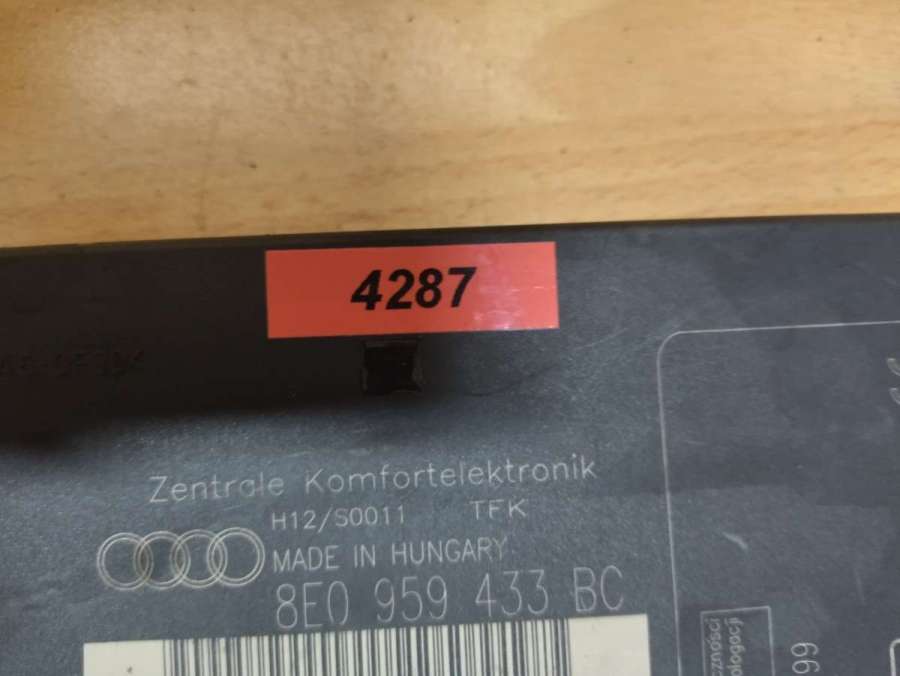 4287
Zentrale Komfortelektronik
H12/S0011 TFK
MADE IN HUNGARY
8E0 959 433 BC